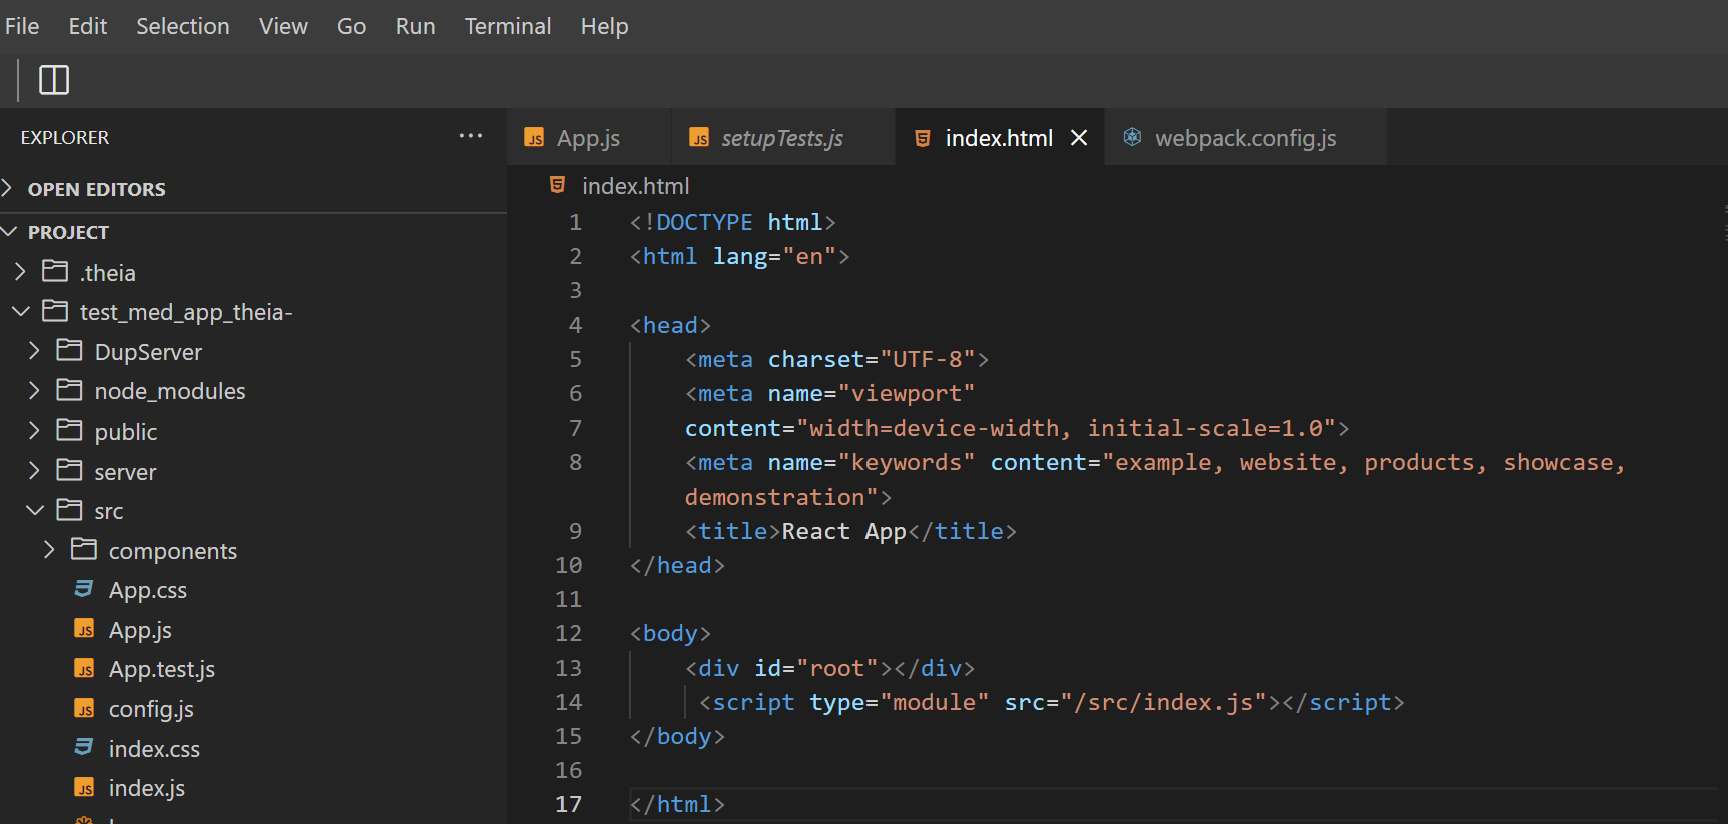 File Edit Selection View Go Run Terminal Help
EXPLORER ...
OPEN EDITORS
PROJECT
.theia
test_med_app_theia-
DupServer
node_modules
public
server
src
components
App.css
App.js
App.test.js
config.js
index.css
index.js
App.js setupTests.js index.html webpack.config.js
index.html
1 <!DOCTYPE html>
2 <html lang="en">
3
4 <head>
5 <meta charset="UTF-8">
6 <meta name="viewport"
7 content="width=device-width, initial-scale=1.0">
8 <meta name="keywords" content="example, website, products, showcase,
demonstration">
9 <title>React App</title>
10 </head>
11
12 <body>
13 <div id="root"></div>
14 <script type="module" src="/src/index.js"></script>
15 </body>
16
17 </html>